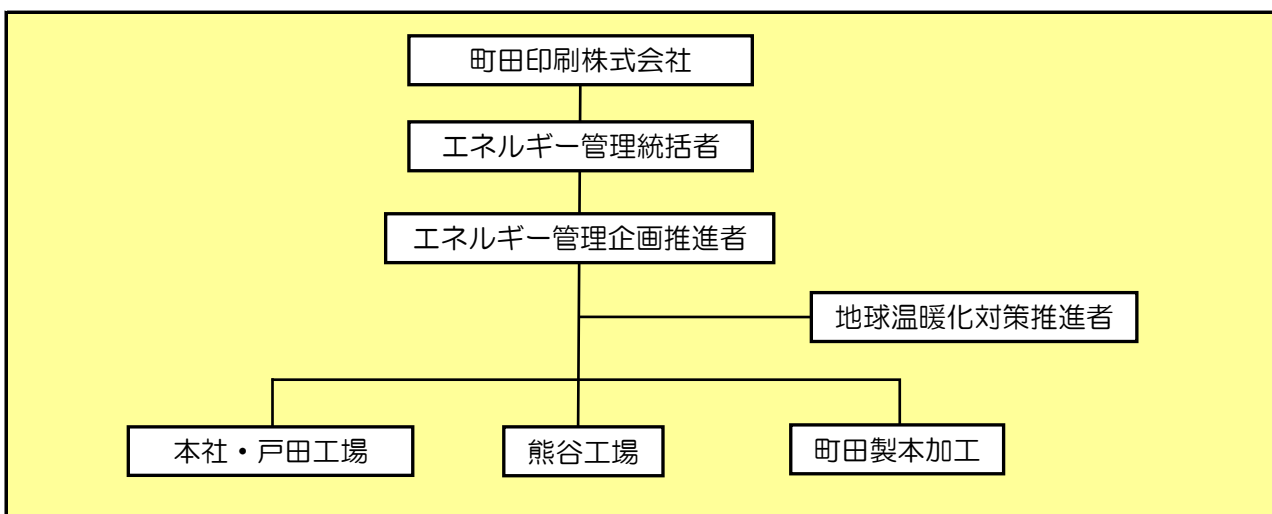 町田印刷株式会社
エネルギー管理統括者
エネルギー管理企画推進者
地球温暖化対策推進者
本社・戸田工場
熊谷工場
町田製本加工